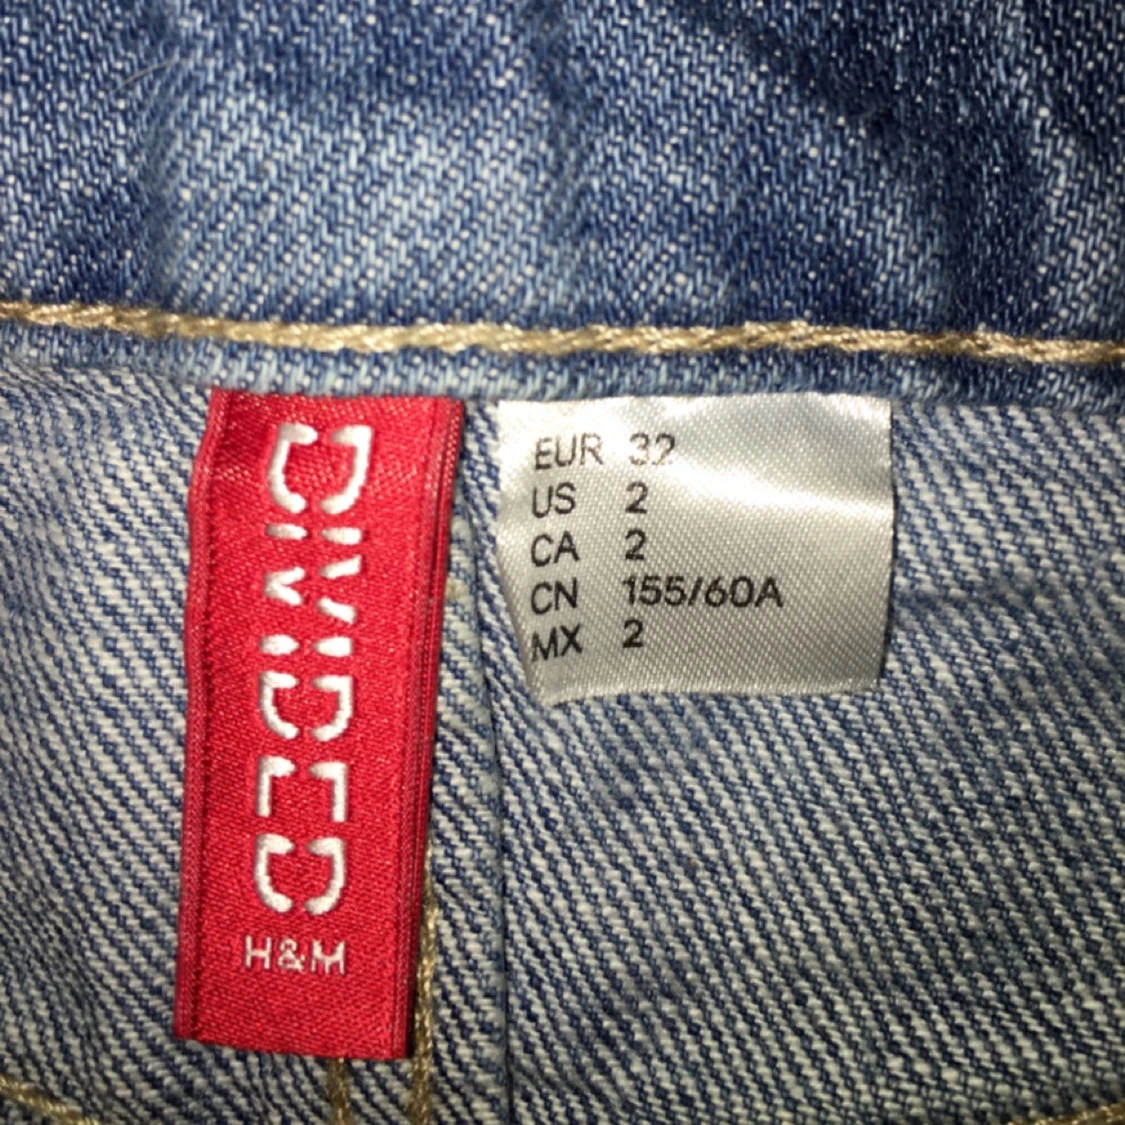 DIVIDED
H&M
EUR 32
US 2
CA 2
CN 155/60A
MX 2